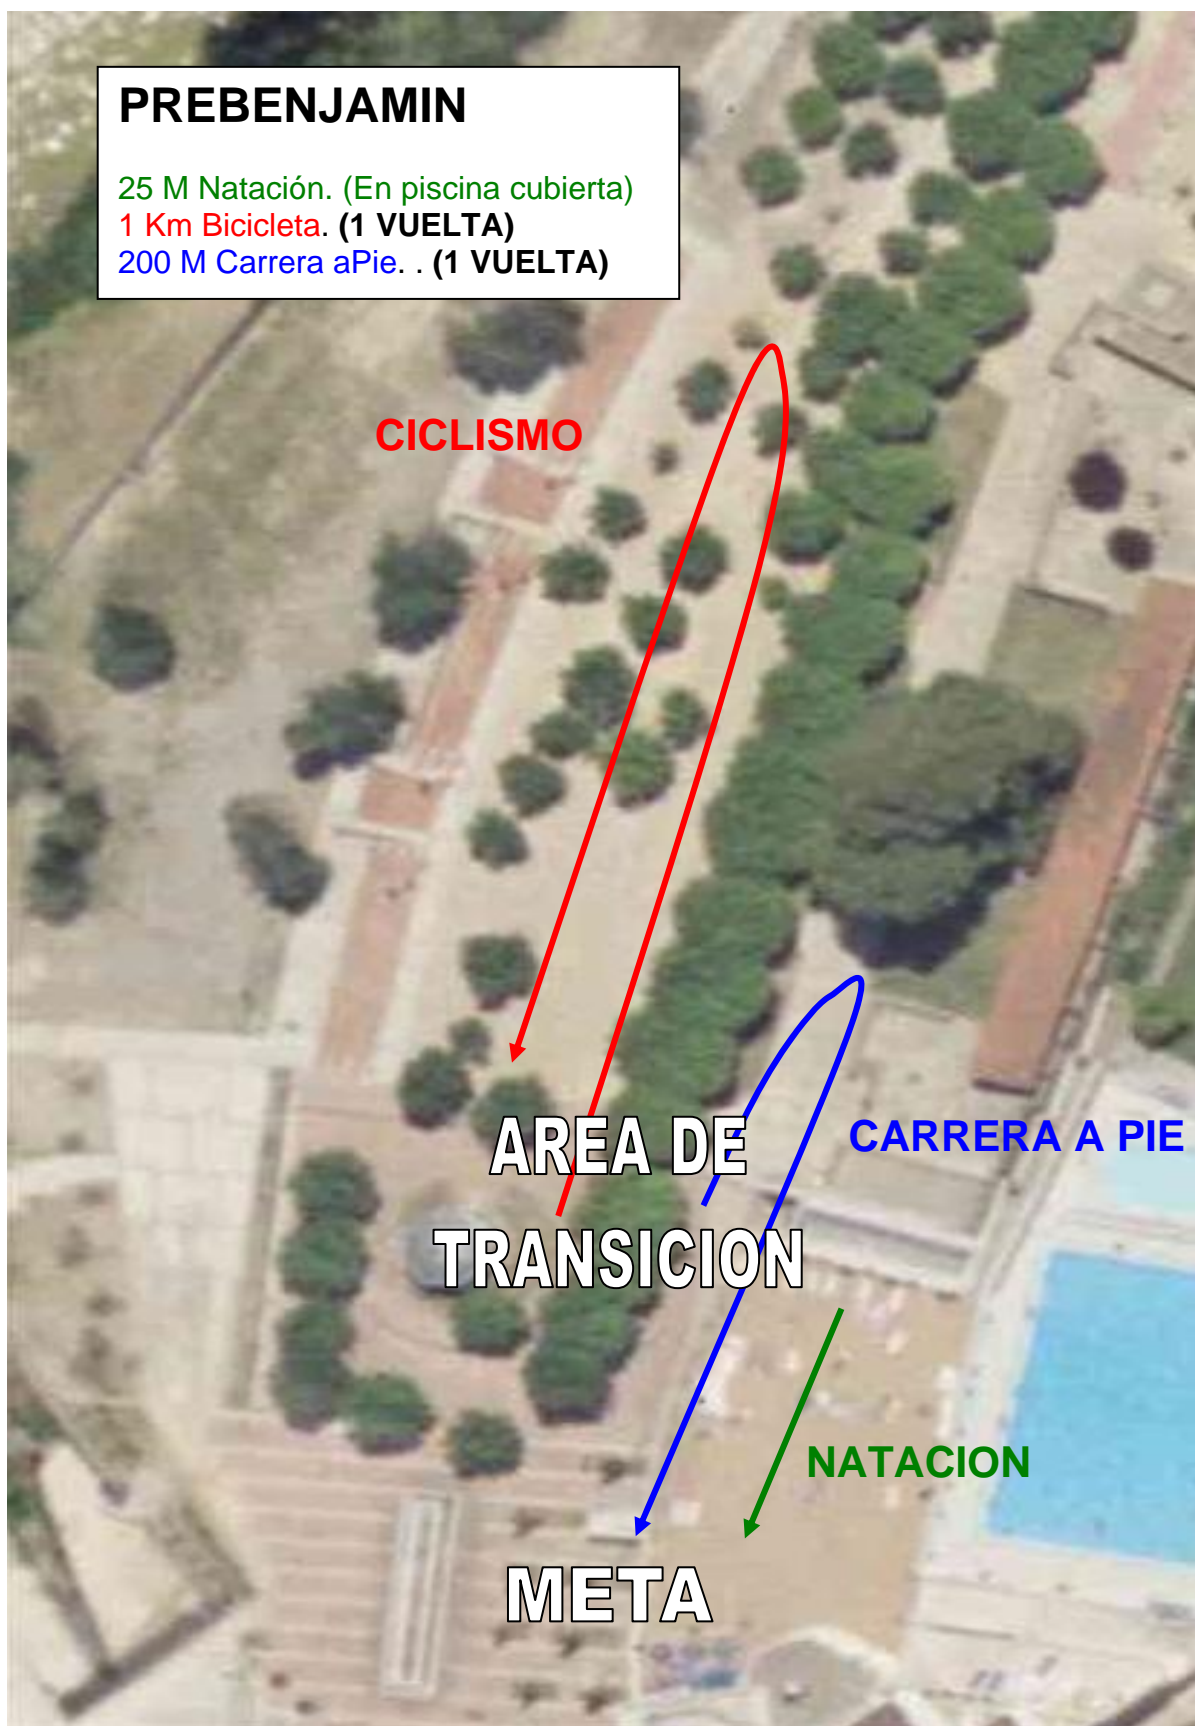 PREBENJAMIN
25 M Natación. (En piscina cubierta)
1 Km Bicicleta. (1 VUELTA)
200 M Carrera aPie. . (1 VUELTA)
CICLISMO
AREA DE
CARRERA A PIE
TRANSICION
NATACION
META